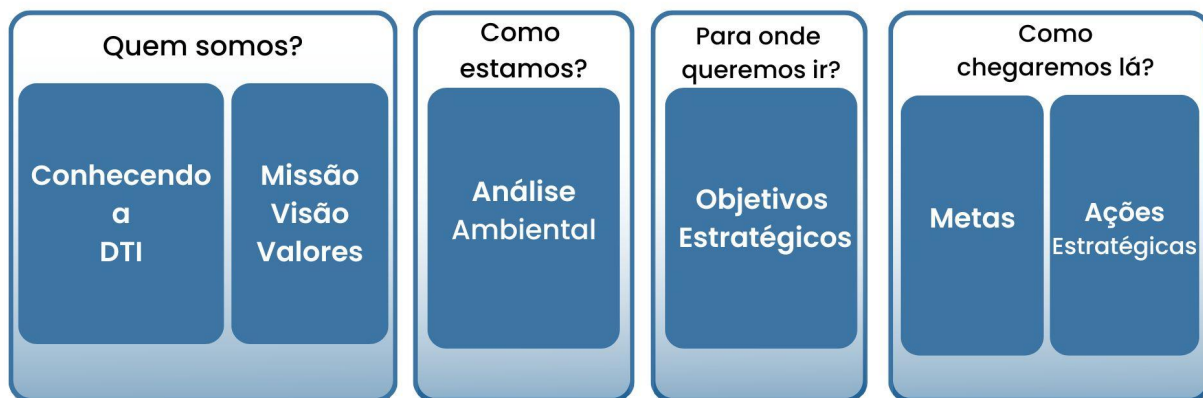 Quem somos?
Conhecendo
a
DTI
Missão
Visão
Valores
Como
estamos?
Análise
Ambiental
Para onde
queremos ir?
Objetivos
Estratégicos
Como
chegaremos lá?
Metas
Ações
Estratégicas